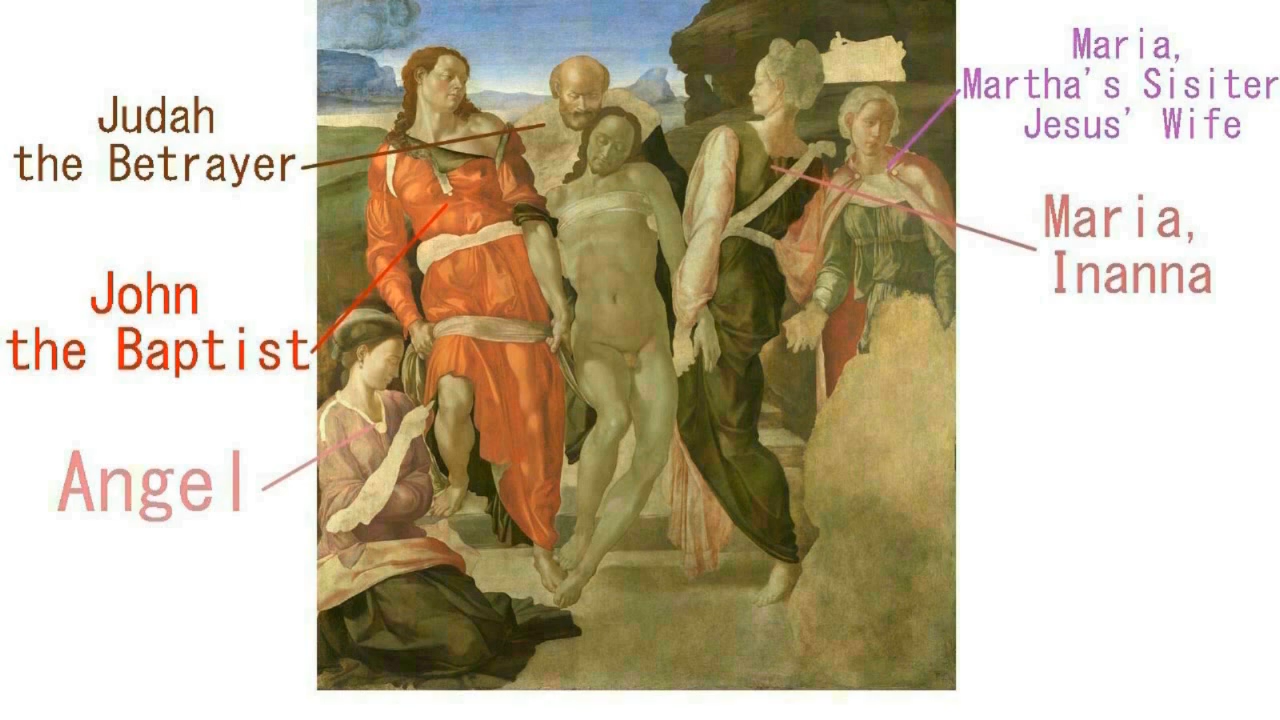 Judah
the Betrayer
John
the Baptist
Angel
Maria,
Martha's Sisiter
Jesus' Wife
Maria,
Inanna